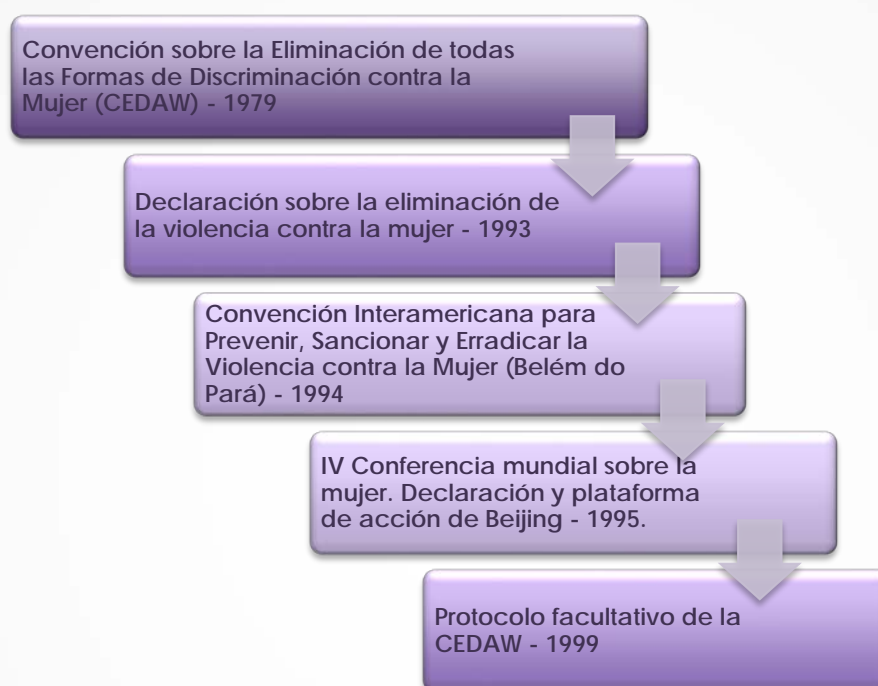 Convención sobre la Eliminación de todas
las Formas de Discriminación contra la
Mujer (CEDAW) - 1979
Declaración sobre la eliminación de
la violencia contra la mujer - 1993
Convención Interamericana para
Prevenir, Sancionar y Erradicar la
Violencia contra la Mujer (Belém do
Pará) - 1994
IV Conferencia mundial sobre la
mujer. Declaración y plataforma
de acción de Beijing - 1995.
Protocolo facultativo de la
CEDAW - 1999